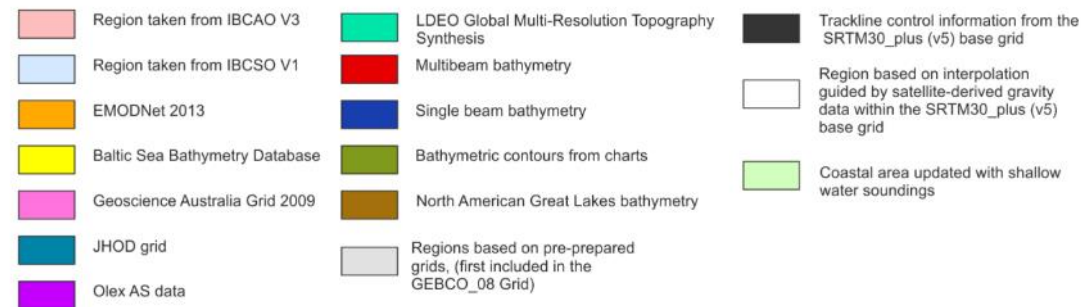 Region taken from IBCAO V3
Region taken from IBCSO V1
EMODNet 2013
Baltic Sea Bathymetry Database
Geoscience Australia Grid 2009
JHOD grid
Olex AS data
LDEO Global Multi-Resolution Topography
Synthesis
Multibeam bathymetry
Single beam bathymetry
Bathymetric contours from charts
North American Great Lakes bathymetry
Regions based on pre-prepared
grids, (first included in the
GEBCO_08 Grid)
Trackline control information from the
SRTM30_plus (v5) base grid
Region based on interpolation
guided by satellite-derived gravity
data within the SRTM30_plus (v5)
base grid
Coastal area updated with shallow
water soundings